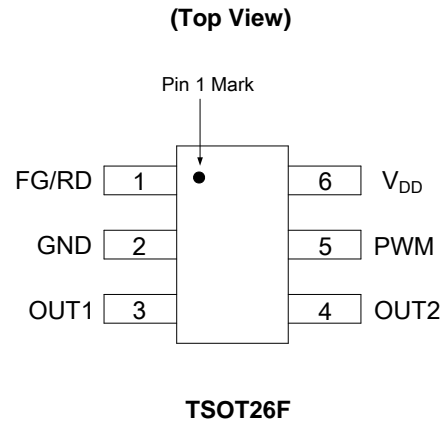 (Top View)
Pin 1 Mark
FG/RD 1 6 VDD
GND 2 5 PWM
OUT1 3 4 OUT2
TSOT26F